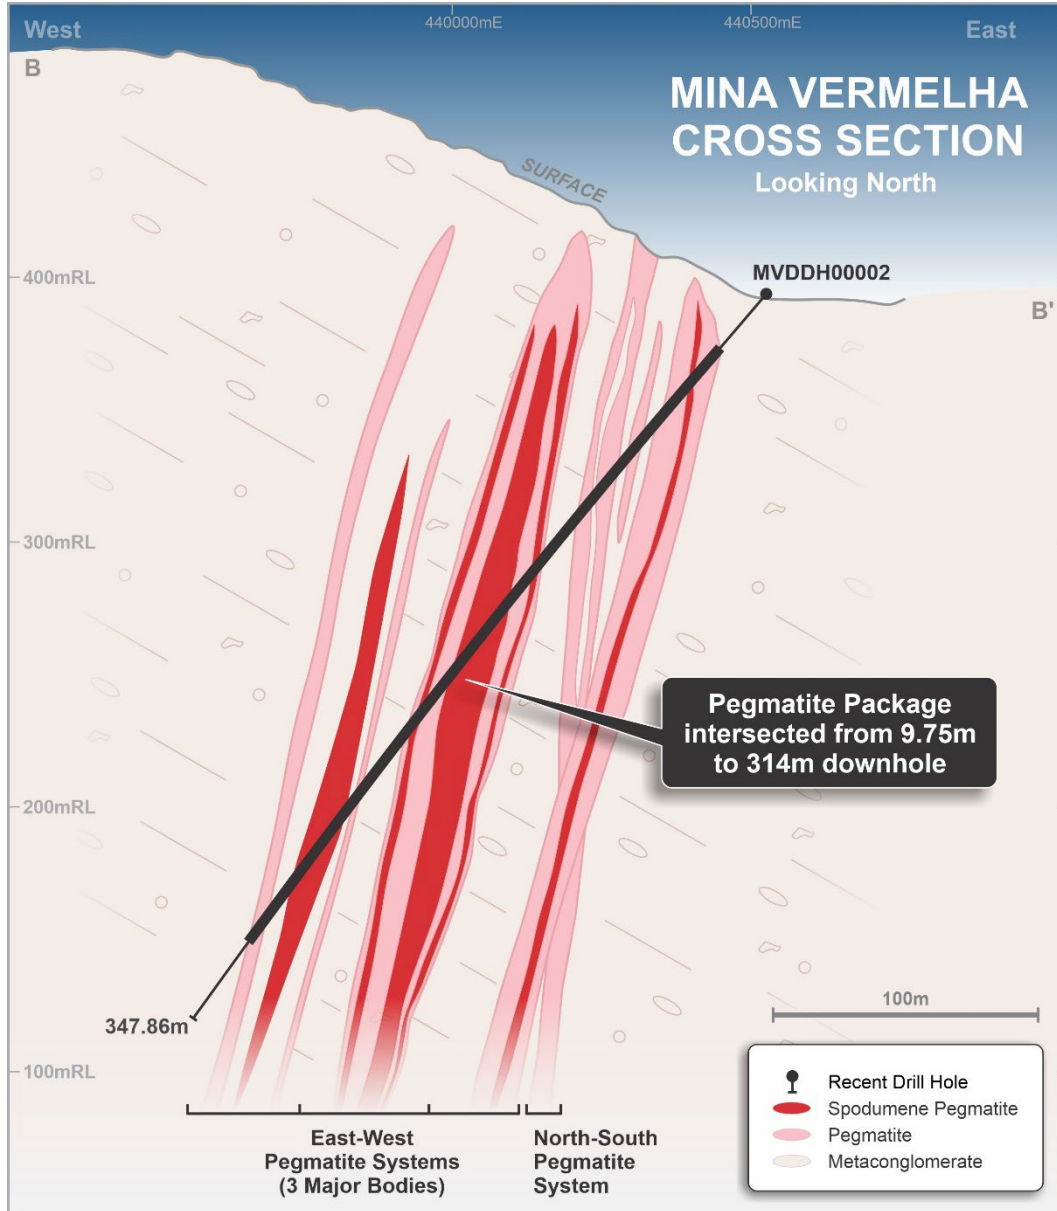 440000mE
440500mE
West
East
B
MINA VERMELHA
CROSS SECTION
Looking North
SURFACE
MVDDH00002
400mRL
B'
300mRL
Pegmatite Package
intersected from 9.75m
to 314m downhole
200mRL
100m
347.86m
100mRL
Recent Drill Hole
Spodumene Pegmatite
Pegmatite
Metaconglomerate
East-West
Pegmatite Systems
(3 Major Bodies)
North-South
Pegmatite
System